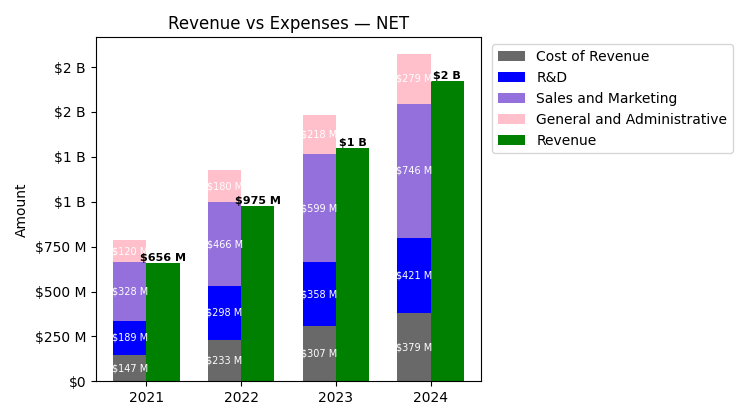 Revenue vs Expenses — NET
Amount
$2 B
$2 B
$1 B
$1 B
$750 M
$500 M
$250 M
$0
$120 M
$328 M
$189 M
$147 M
$656 M
$180 M
$466 M
$298 M
$233 M
$975 M
$218 M
$599 M
$358 M
$307 M
$1 B
$279 M
$746 M
$421 M
$379 M
$2 B
2021 2022 2023 2024
Cost of Revenue
R&D
Sales and Marketing
General and Administrative
Revenue